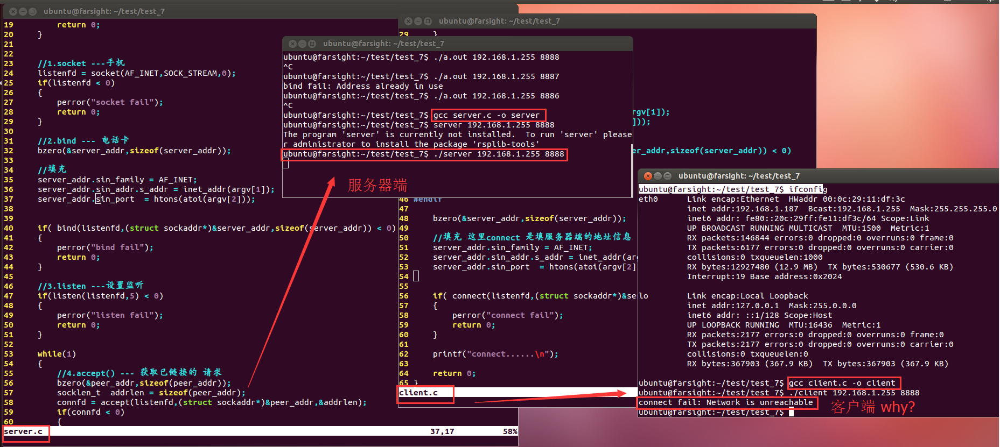 ubuntu@farsight: ~/test/test_7
19 return 0;
20 }
21
22
23 //1.socket ---手机
24 listenfd = socket(AF_INET,SOCK_STREAM,0);
25 if(listenfd < 0)
26 {
27 perror("socket fail");
28 return 0;
29 }
30
31 //2.bind --- 电话卡
32 bzero(&server_addr,sizeof(server_addr));
33
34 //填充
35 server_addr.sin_family = AF_INET;
36 server_addr.sin_addr.s_addr = inet_addr(argv[1]);
37 server_addr.sin_port  = htons(atoi(argv[2]));
38
39
40 if( bind(listenfd,(struct sockaddr*)&server_addr,sizeof(server_addr)) < 0)
41 {
42 perror("bind fail");
43 return 0;
44 }
45
46 //3.listen ---设置监听
47 if(listen(listenfd,5) < 0)
48 {
49 perror("listen fail");
50 return 0;
51 }
52
53 while(1)
54 {
55 //4.accept() --- 获取已链接的 请求
56 bzero(&peer_addr,sizeof(peer_addr));
57 socklen_t  addrlen = sizeof(peer_addr);
58 connfd = accept(listenfd,(struct sockaddr*)&peer_addr,&addrlen);
59 if(connfd < 0)
60 {
server.c 37,17 58%
ubuntu@farsight: ~/test/test_7
29 }
rgv[1]);
]));
er_addr,sizeof(server_addr)) < 0)
46 #endif
47
48 bzero(&server_addr,sizeof(server_addr));
49
50 //填充 这里connect 是填服务器端的地址信息
51 server_addr.sin_family = AF_INET;
52 server_addr.sin_addr.s_addr = inet_addr(arg
53 server_addr.sin_port  = htons(atoi(argv[2]
54
55
56 if( connect(listenfd,(struct sockaddr*)&se
57 {
58 perror("connect fail");
59 return 0;
60 }
61
62 printf("connect......\n");
63
64 return 0;
65 }
client.c
ubuntu@farsight: ~/test/test_7
ubuntu@farsight:~/test/test_7$ ./a.out 192.168.1.255 8888
^C
ubuntu@farsight:~/test/test_7$ ./a.out 192.168.1.255 8887
bind fail: Address already in use
ubuntu@farsight:~/test/test_7$ ./a.out 192.168.1.255 8886
^C
ubuntu@farsight:~/test/test_7$ gcc server.c -o server
ubuntu@farsight:~/test/test_7$ server 192.168.1.255 8888
The program 'server' is currently not installed.  To run 'server' please
r administrator to install the package 'rsplib-tools'
ubuntu@farsight:~/test/test_7$ ./server 192.168.1.255 8888
服务器端
ubuntu@farsight: ~/test/test_7
ubuntu@farsight:~/test/test_7$ ifconfig
eth0 Link encap:Ethernet  HWaddr 00:0c:29:11:df:3c
inet addr:192.168.1.187  Bcast:192.168.1.255  Mask:255.255.255.0
inet6 addr: fe80::20c:29ff:fe11:df3c/64 Scope:Link
UP BROADCAST RUNNING MULTICAST  MTU:1500  Metric:1
RX packets:146844 errors:0 dropped:0 overruns:0 frame:0
TX packets:6177 errors:0 dropped:0 overruns:0 carrier:0
collisions:0 txqueuelen:1000
RX bytes:12927480 (12.9 MB)  TX bytes:530677 (530.6 KB)
Interrupt:19 Base address:0x2024
lo Link encap:Local Loopback
inet addr:127.0.0.1  Mask:255.0.0.0
inet6 addr: ::1/128 Scope:Host
UP LOOPBACK RUNNING  MTU:16436  Metric:1
RX packets:2177 errors:0 dropped:0 overruns:0 frame:0
TX packets:2177 errors:0 dropped:0 overruns:0 carrier:0
collisions:0 txqueuelen:0
RX bytes:367903 (367.9 KB)  TX bytes:367903 (367.9 KB)
ubuntu@farsight:~/test/test_7$ gcc client.c -o client
ubuntu@farsight:~/test/test_7$ ./client 192.168.1.255 8888
connect fail: Network is unreachable
ubuntu@farsight:~/test/test_7$
客户端 why?